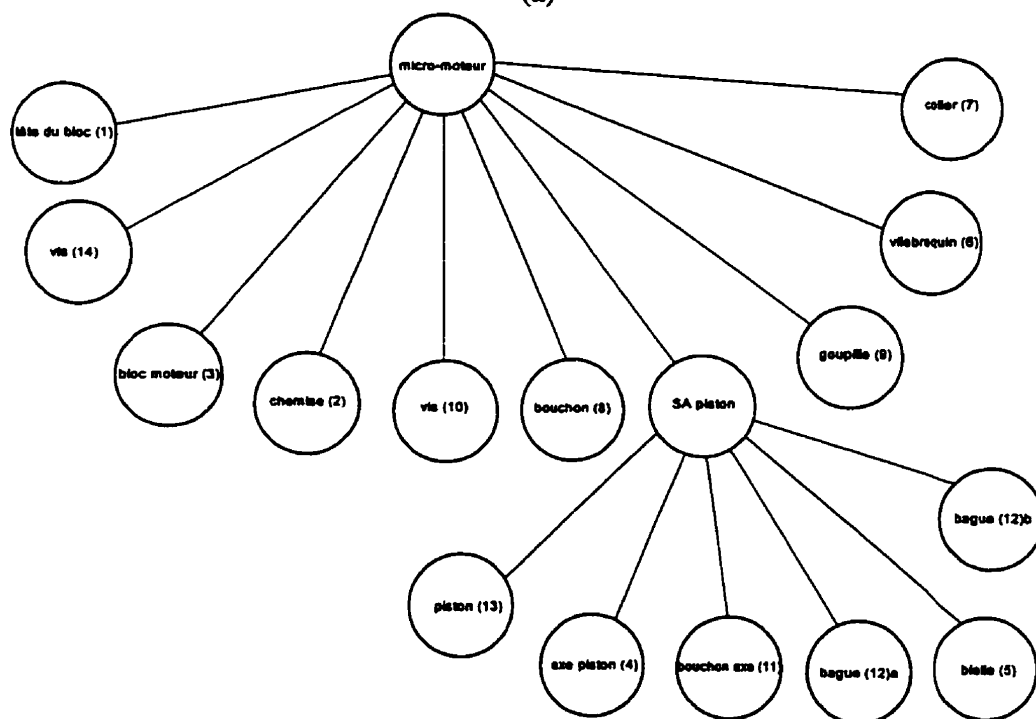 (a)
micro-moteur
coller (7)
tête du bloc (1)
vilebrequin (6)
vis (14)
goupille (9)
bloc moteur (3)
chemise (2)
vis (10)
bouchon (8)
SA piston
bague (12)b
piston (13)
axe piston (4)
bouchon axe (11)
bague (12)a
bielle (5)